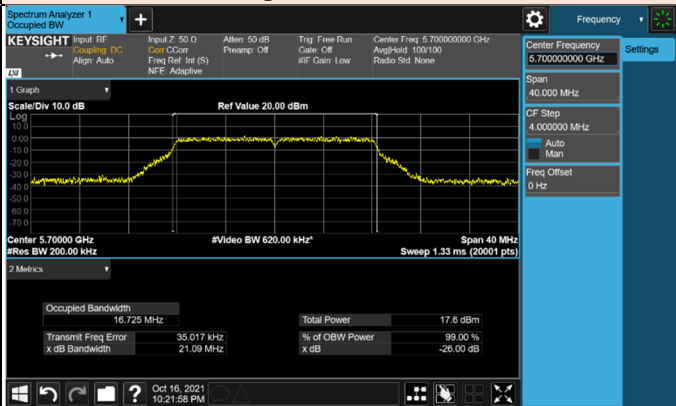 Spectrum Analyzer 1
Occupied BW
Frequency
KEYSIGHT
Input: RF
Coupling: DC
Align: Auto
Input Z: 50 Ω
Corr CCorr
Freq Ref: Int (S)
NFE: Adaptive
Atten: 50 dB
Preamp: Off
Trig: Free Run
Gate: Off
#IF Gain: Low
Center Freq: 5.700000000 GHz
Avg|Hold: 100/100
Radio Std: None
LXI
Center Frequency
5.700000000 GHz
Settings
Span
40.000 MHz
CF Step
4.000000 MHz
Auto
Man
Freq Offset
0 Hz
1 Graph
Scale/Div 10.0 dB
Ref Value 20.00 dBm
Log
10.0
0.00
-10.0
-20.0
-30.0
-40.0
-50.0
-60.0
-70.0
Center 5.70000 GHz
#Res BW 200.00 kHz
#Video BW 620.00 kHz*
Span 40 MHz
Sweep 1.33 ms (20001 pts)
2 Metrics
Occupied Bandwidth
16.725 MHz
Total Power 17.6 dBm
Transmit Freq Error 35.017 kHz
% of OBW Power 99.00 %
x dB Bandwidth 21.09 MHz
x dB -26.00 dB
Oct 16, 2021
10:21:58 PM